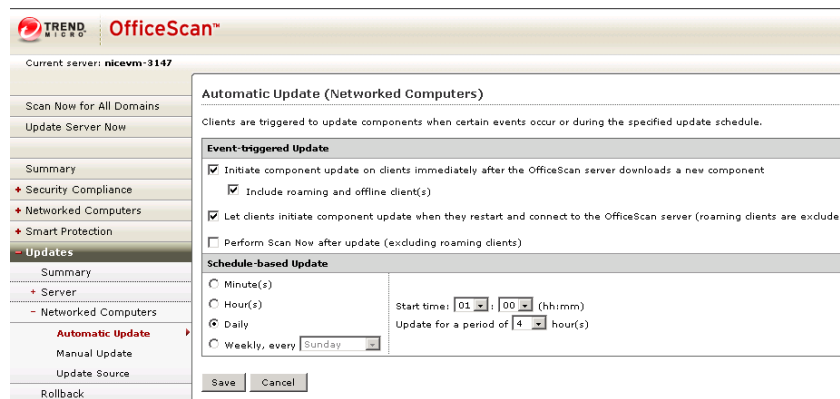 TREND MICRO OfficeScan™
Current server: nicevm-3147
Scan Now for All Domains
Update Server Now
Summary
+ Security Compliance
+ Networked Computers
+ Smart Protection
- Updates
Summary
+ Server
- Networked Computers
Automatic Update
Manual Update
Update Source
Rollback
Automatic Update (Networked Computers)
Clients are triggered to update components when certain events occur or during the specified update schedule.
Event-triggered Update
Initiate component update on clients immediately after the OfficeScan server downloads a new component
Include roaming and offline client(s)
Let clients initiate component update when they restart and connect to the OfficeScan server (roaming clients are exclude
Perform Scan Now after update (excluding roaming clients)
Schedule-based Update
Minute(s)
Hour(s)
Daily
Weekly, every Sunday
Start time: 01 : 00 (hh:mm)
Update for a period of 4 hour(s)
Save Cancel